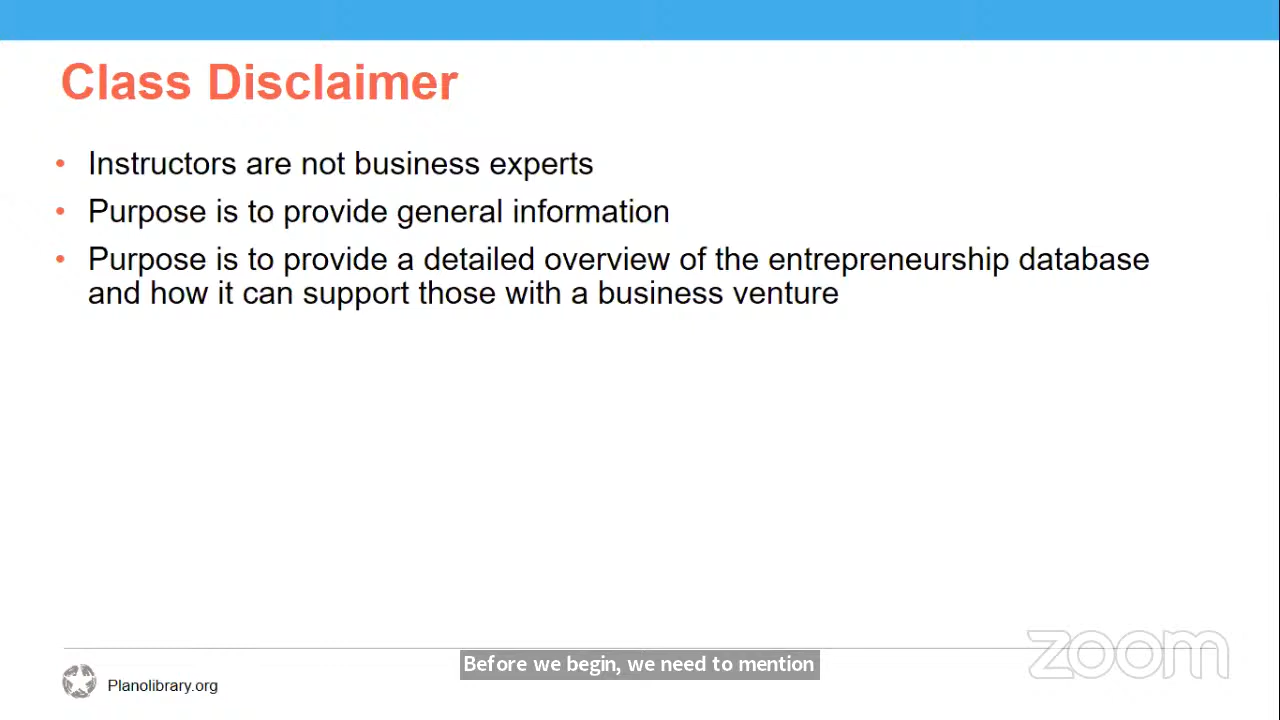 Class Disclaimer
• Instructors are not business experts
• Purpose is to provide general information
• Purpose is to provide a detailed overview of the entrepreneurship database
and how it can support those with a business venture
zoom
Before we begin, we need to mention
Planolibrary.org